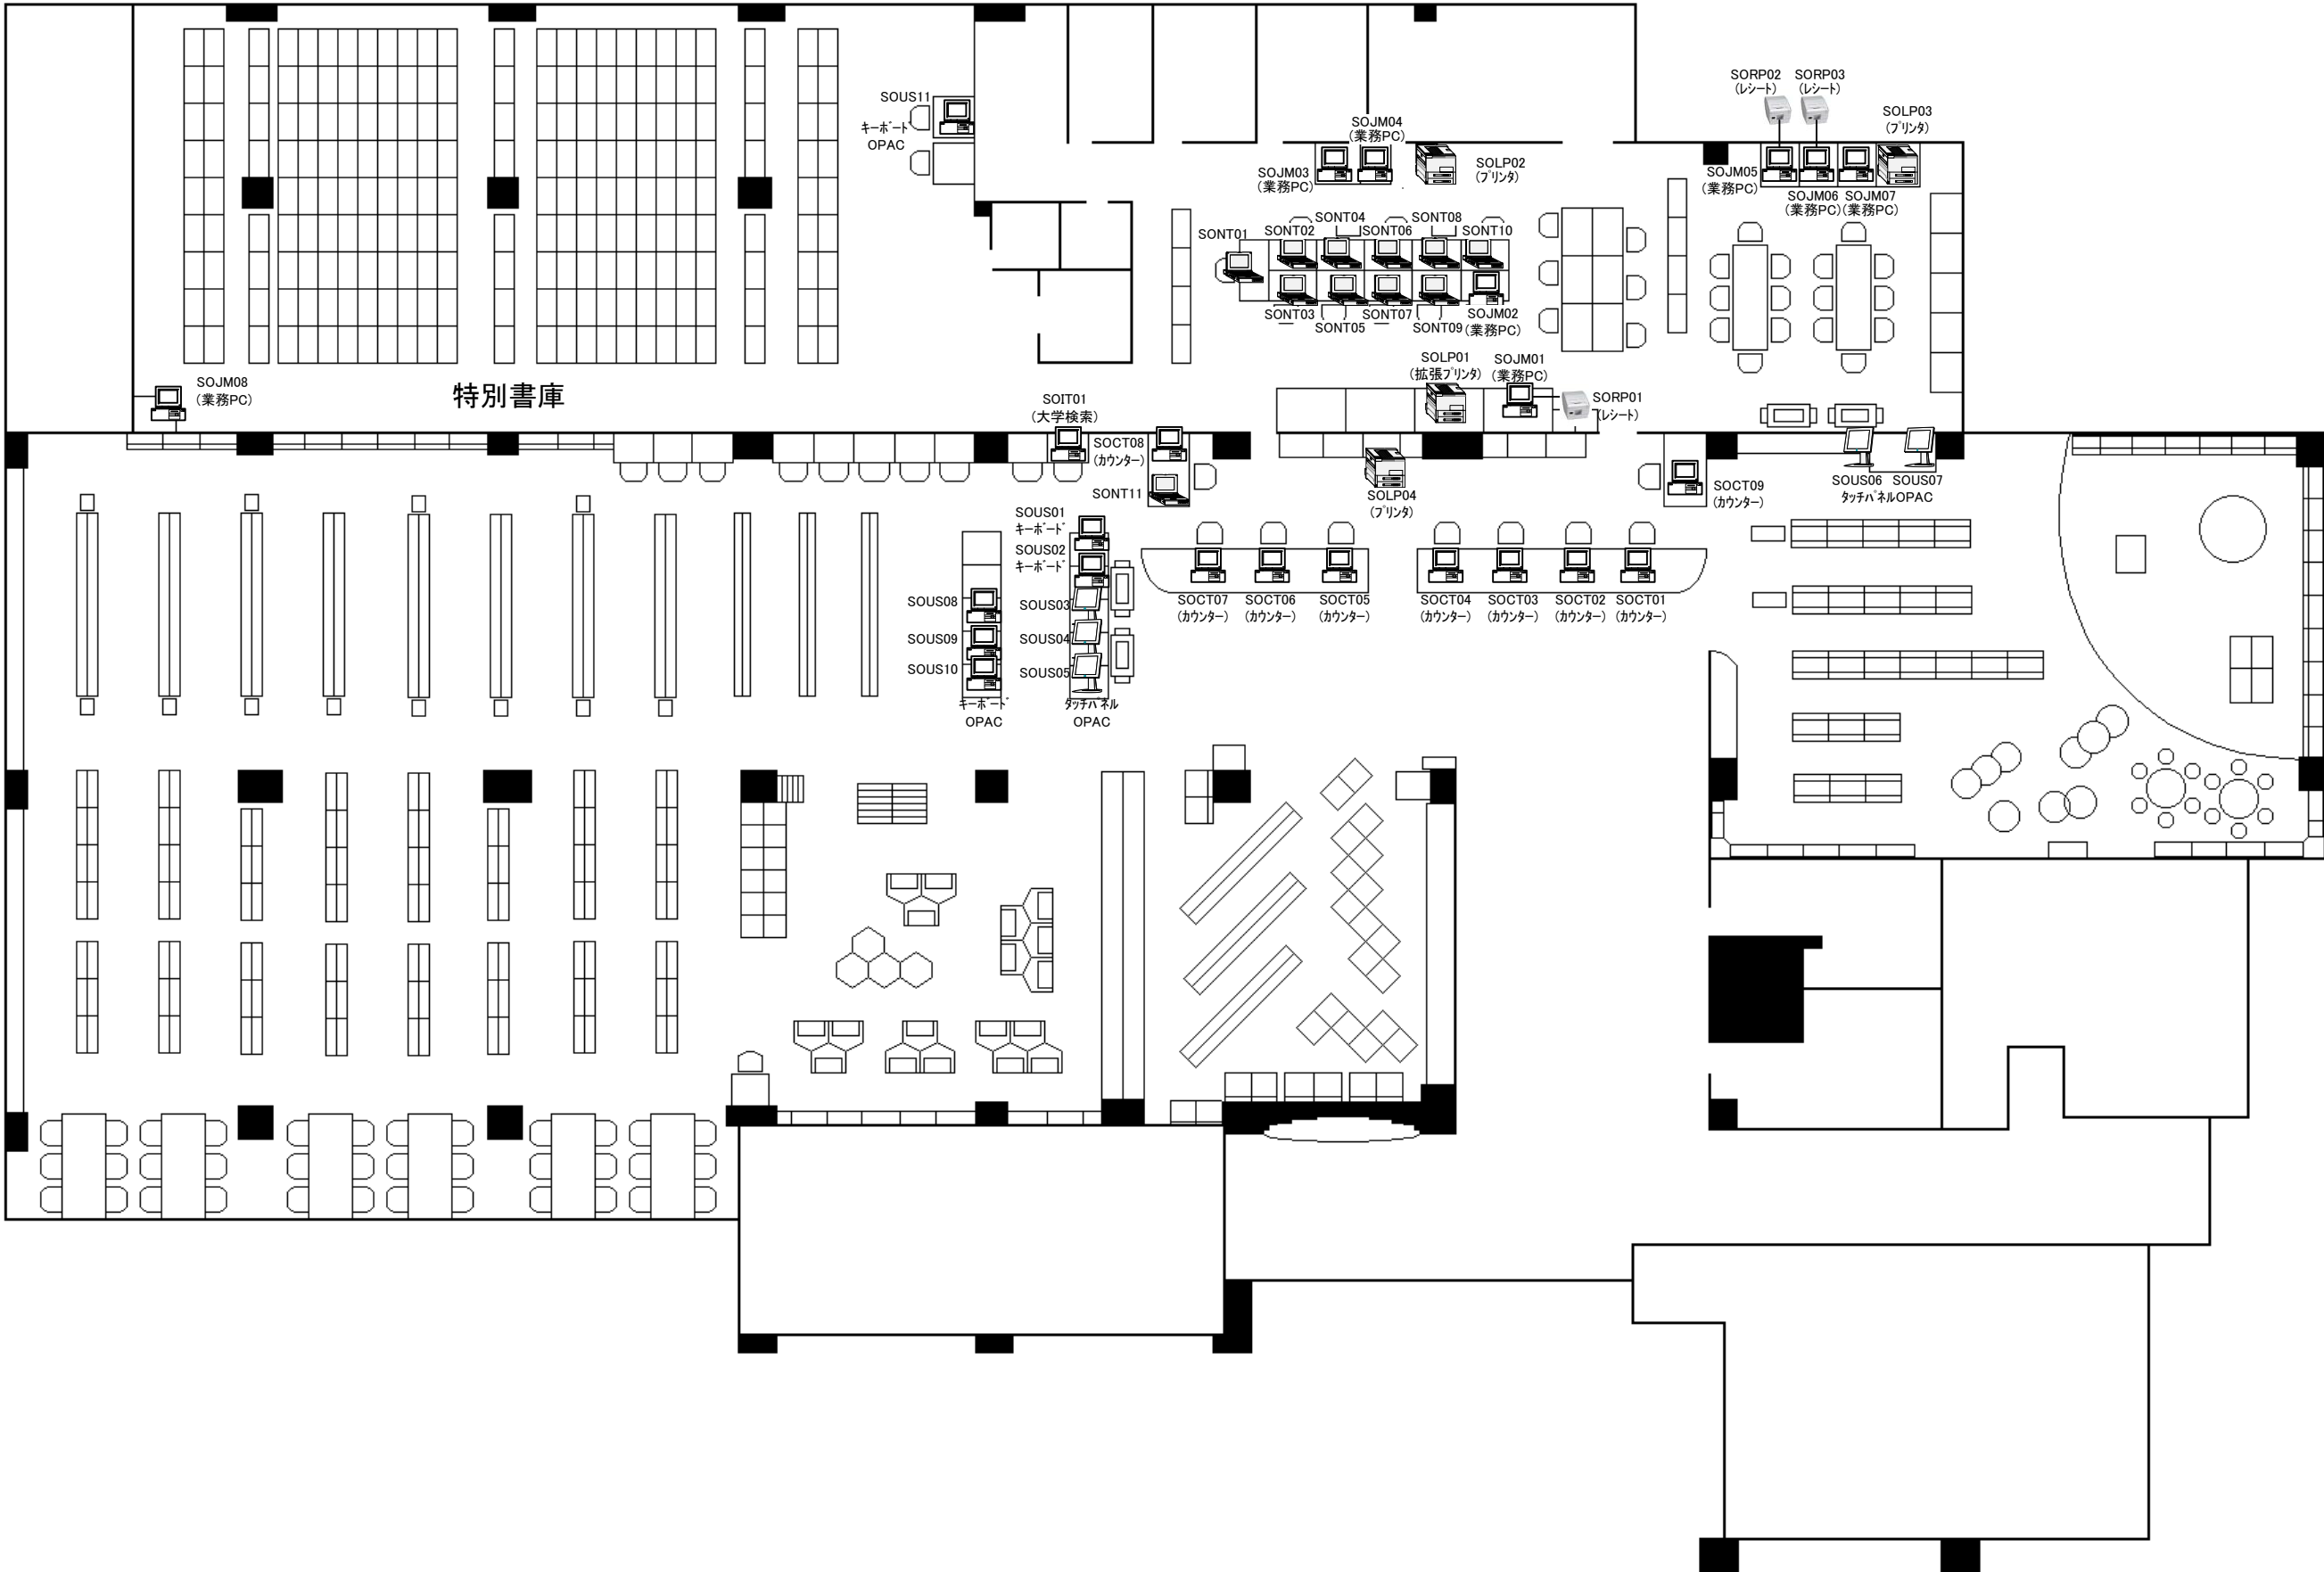 SORP02
(レシート)
SORP03
(レシート)
SOLP03
(プリンタ)
SOUS11
キーボード
OPAC
SOJM04
(業務PC)
SOJM03
(業務PC)
SOLP02
(プリンタ)
SOJM05
(業務PC)
SOJM06
(業務PC)
SOJM07
(業務PC)
SONT01
SONT02
SONT04
SONT06
SONT08
SONT10
SONT03
SONT05
SONT07
SONT09
SOJM02
(業務PC)
SOLP01
(拡張プリンタ)
SOJM01
(業務PC)
SORP01
(レシート)
SOJM08
(業務PC)
特別書庫
SOIT01
(大学検索)
SOCT08
(カウンター)
SONT11
SOLP04
(プリンタ)
SOCT09
(カウンター)
SOUS06
SOUS07
タッチパネルOPAC
SOUS01
キーボード
SOUS02
キーボード
SOUS08
SOUS03
SOUS09
SOUS04
SOUS10
SOUS05
キーボード
OPAC
タッチパネル
OPAC
SOCT07
(カウンター)
SOCT06
(カウンター)
SOCT05
(カウンター)
SOCT04
(カウンター)
SOCT03
(カウンター)
SOCT02
(カウンター)
SOCT01
(カウンター)